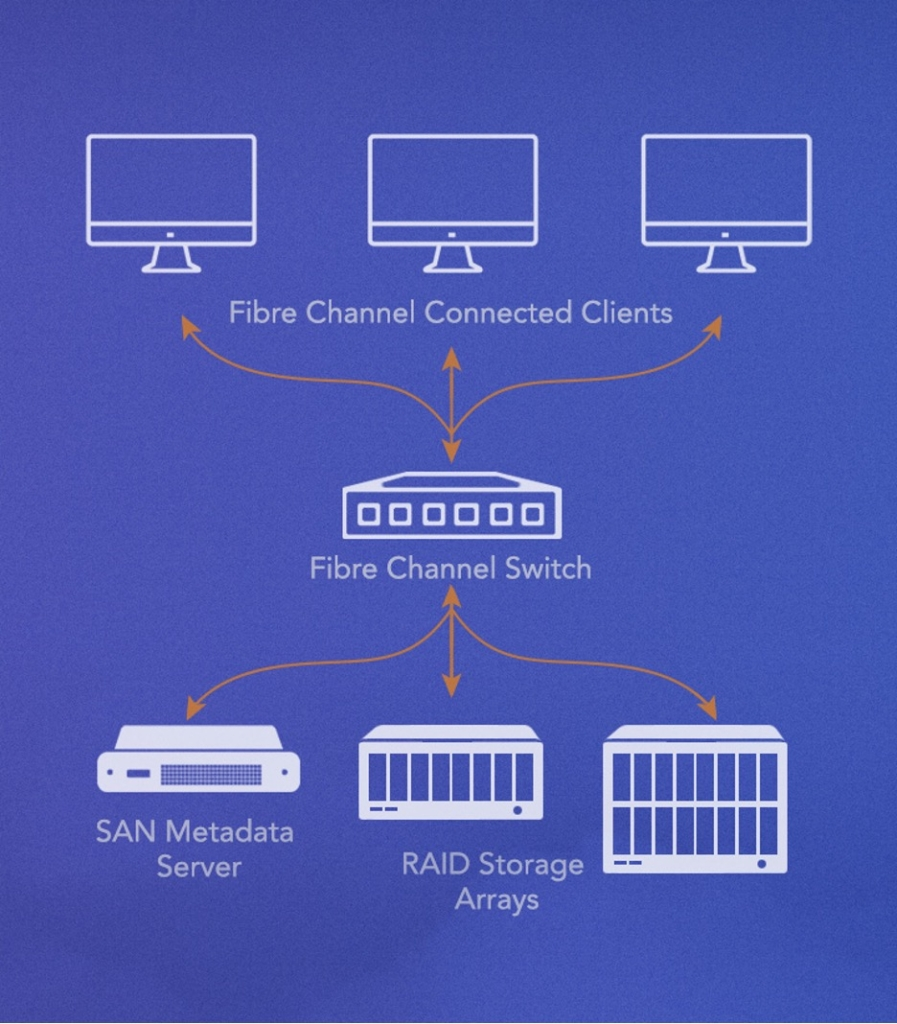 Fibre Channel Connected Clients
Fibre Channel Switch
SAN Metadata
Server
RAID Storage
Arrays